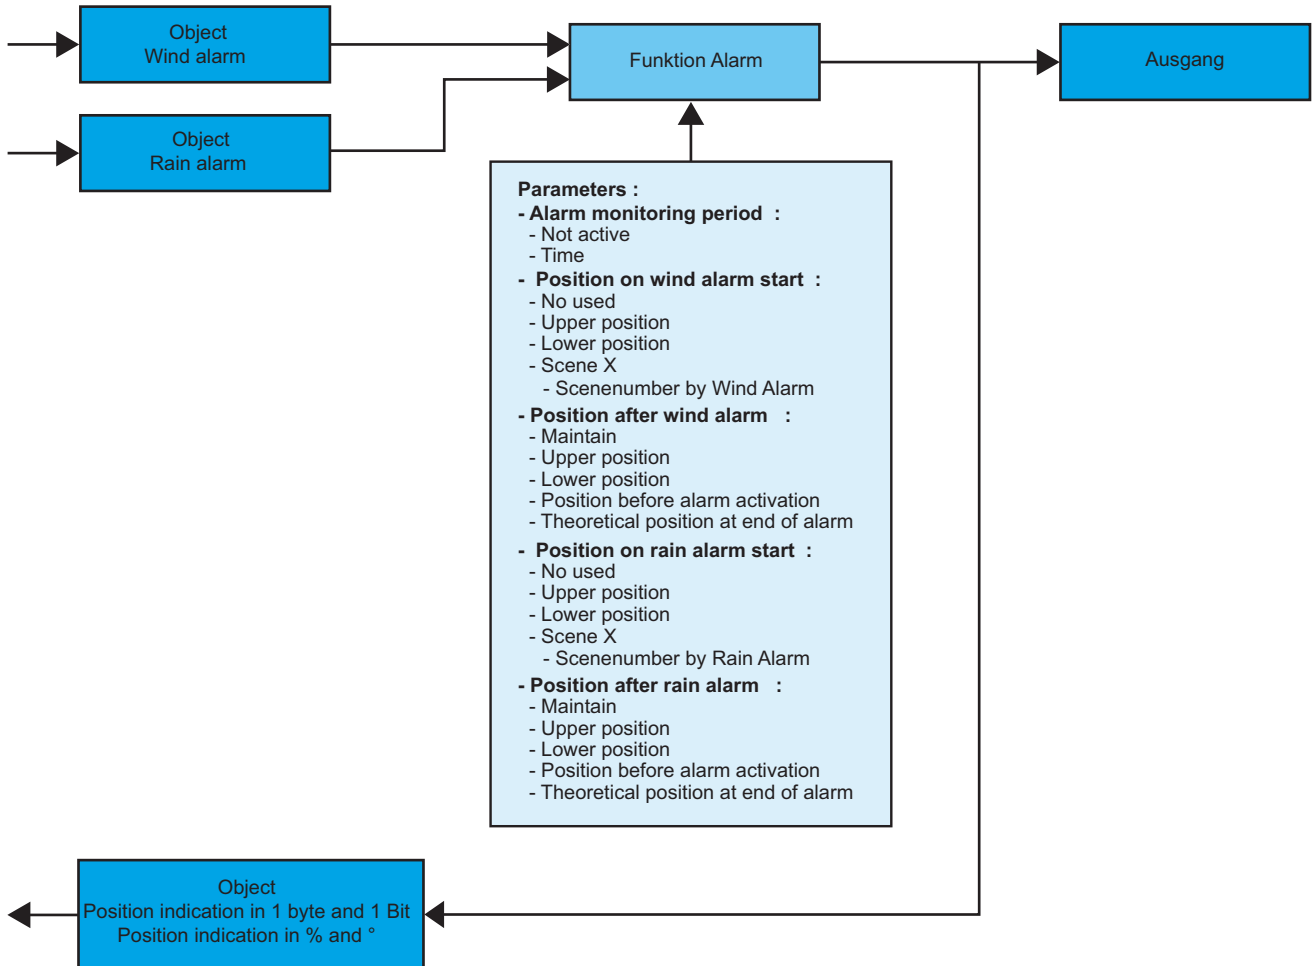 Object
Wind alarm
Funktion Alarm
Ausgang
Object
Rain alarm
Parameters :
- Alarm monitoring period :
- Not active
- Time
- Position on wind alarm start :
- No used
- Upper position
- Lower position
- Scene X
- Scenenumber by Wind Alarm
- Position after wind alarm :
- Maintain
- Upper position
- Lower position
- Position before alarm activation
- Theoretical position at end of alarm
- Position on rain alarm start :
- No used
- Upper position
- Lower position
- Scene X
- Scenenumber by Rain Alarm
- Position after rain alarm :
- Maintain
- Upper position
- Lower position
- Position before alarm activation
- Theoretical position at end of alarm
Object
Position indication in 1 byte and 1 Bit
Position indication in % and °